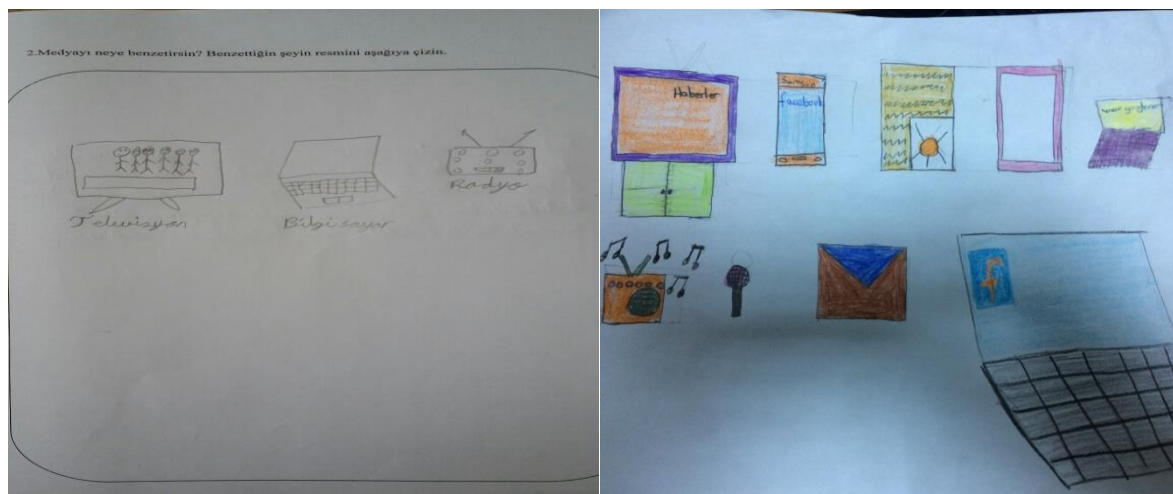 2.Medyayı neye benzetirsin? Benzettiğin şeyin resmini aşağıya çizin.
Televizyon
Bilgisayar
Radyo
Haberler
facebook
f